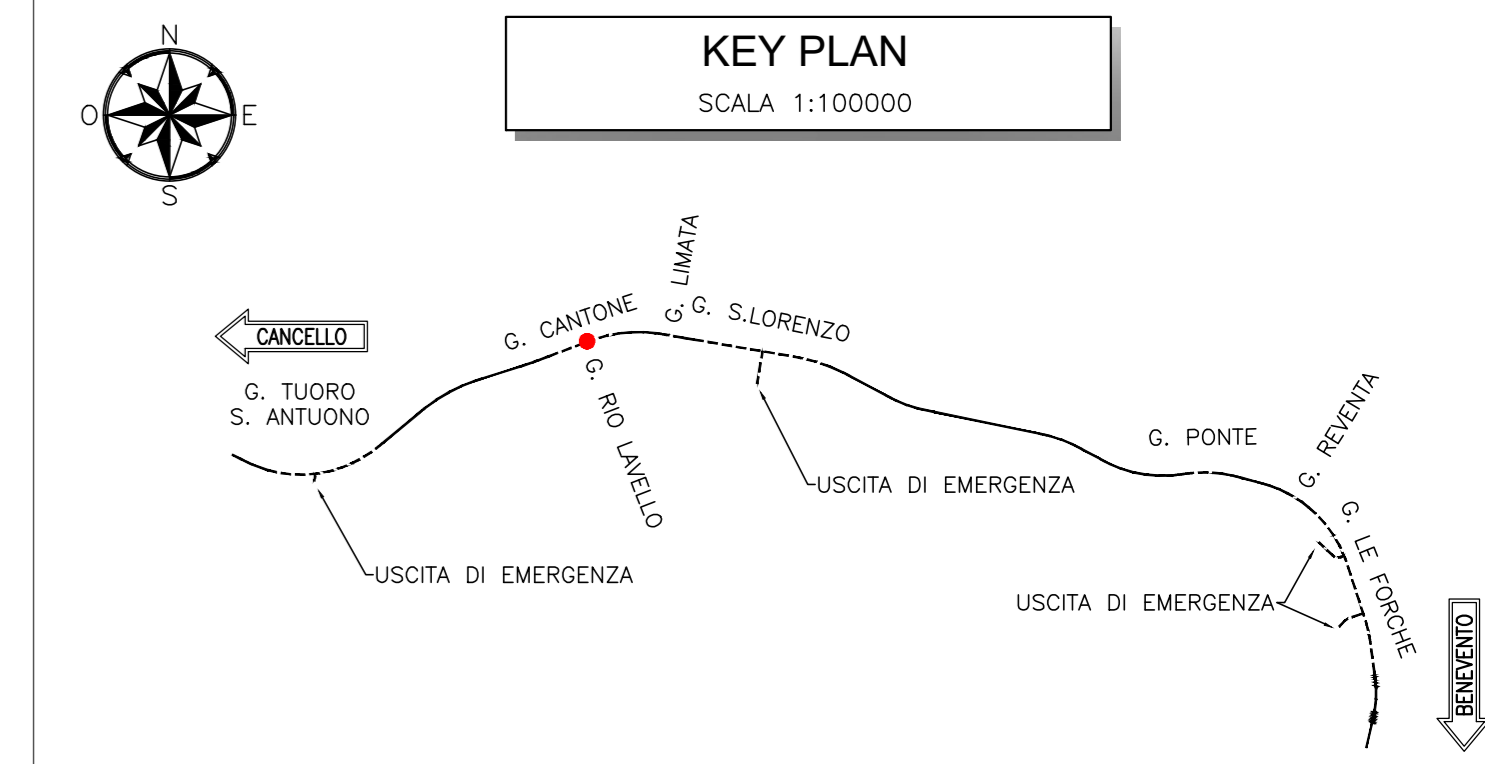 N
O
E
S
KEY PLAN
SCALA 1:100000
CANCELLO
G. TUORO
S. ANTUONO
G. CANTONE
G. RIO LAVELLO
G. LIMATA
G. S.LORENZO
G. PONTE
G. REVENTA
G. LE FORCHE
USCITA DI EMERGENZA
USCITA DI EMERGENZA
USCITA DI EMERGENZA
BENEVENTO